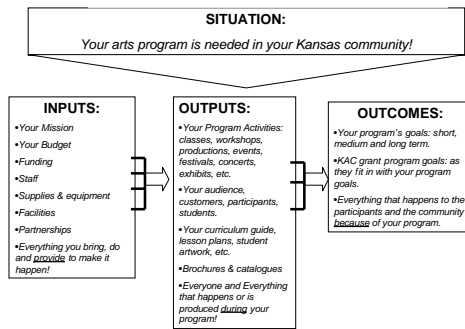 SITUATION:
Your arts program is needed in your Kansas community!
INPUTS:
•Your Mission
•Your Budget
•Funding
•Staff
•Supplies & equipment
•Facilities
•Partnerships
•Everything you bring, do
and provide to make it
happen!
OUTPUTS:
•Your Program Activities:
classes, workshops,
productions, events,
festivals, concerts,
exhibits, etc.
•Your audience,
customers, participants,
students.
•Your curriculum guide,
lesson plans, student
artwork, etc.
•Brochures & catalogues
•Everyone and Everything
that happens or is
produced during your
program!
OUTCOMES:
•Your program's goals: short,
medium and long term.
•KAC grant program goals: as
they fit in with your program
goals.
•Everything that happens to the
participants and the community
because of your program.